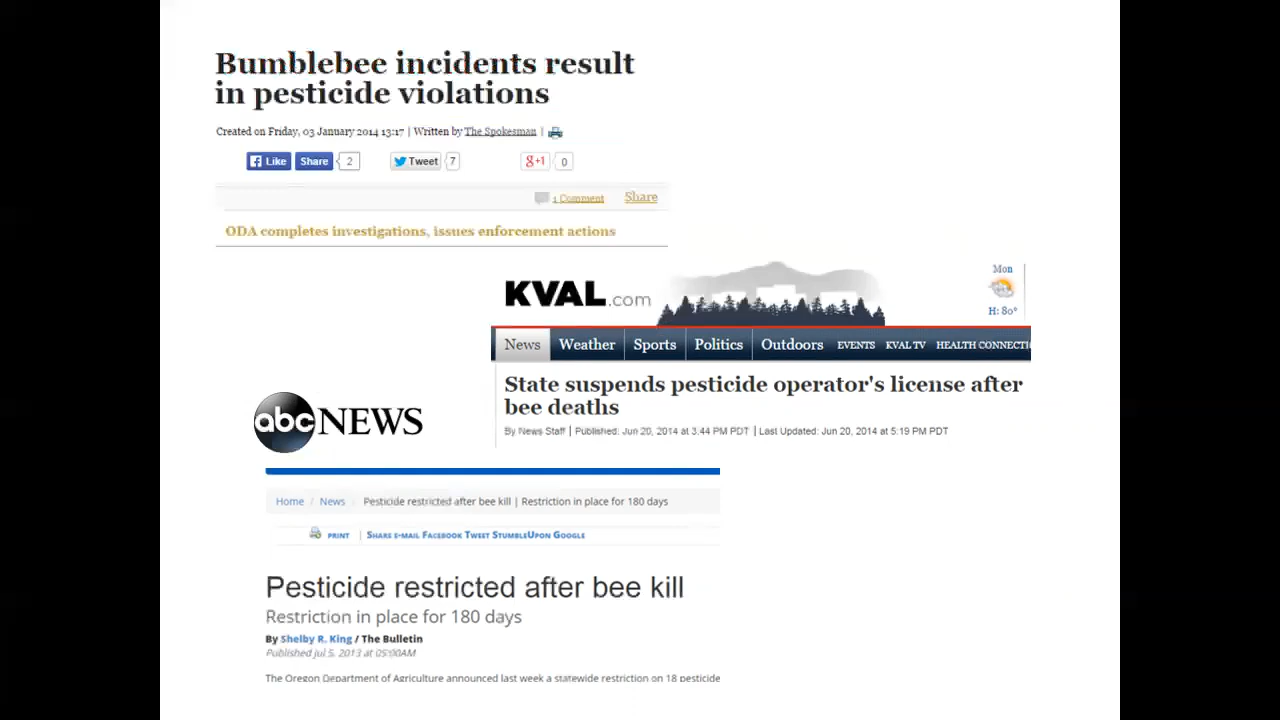 Bumblebee incidents result
in pesticide violations
Created on Friday, 03 January 2014 13:17 | Written by The Spokesman |
Like Share 2 Tweet 7 g+1 0
1 Comment Share
ODA completes investigations, issues enforcement actions
KVAL.com
Mon
H: 80°
News Weather Sports Politics Outdoors EVENTS KVAL TV HEALTH CONNECTI
State suspends pesticide operator's license after
bee deaths
By News Staff | Published: Jun 20, 2014 at 3:44 PM PDT | Last Updated: Jun 20, 2014 at 5:19 PM PDT
abc NEWS
Home / News Pesticide restricted after bee kill | Restriction in place for 180 days
PRINT | SHARE E-MAIL FACEBOOK TWEET STUMBLEUPON GOOGLE
Pesticide restricted after bee kill
Restriction in place for 180 days
By Shelby R. King / The Bulletin
Published Jul 5, 2013 at 05:00AM
The Oregon Department of Agriculture announced last week a statewide restriction on 18 pesticide